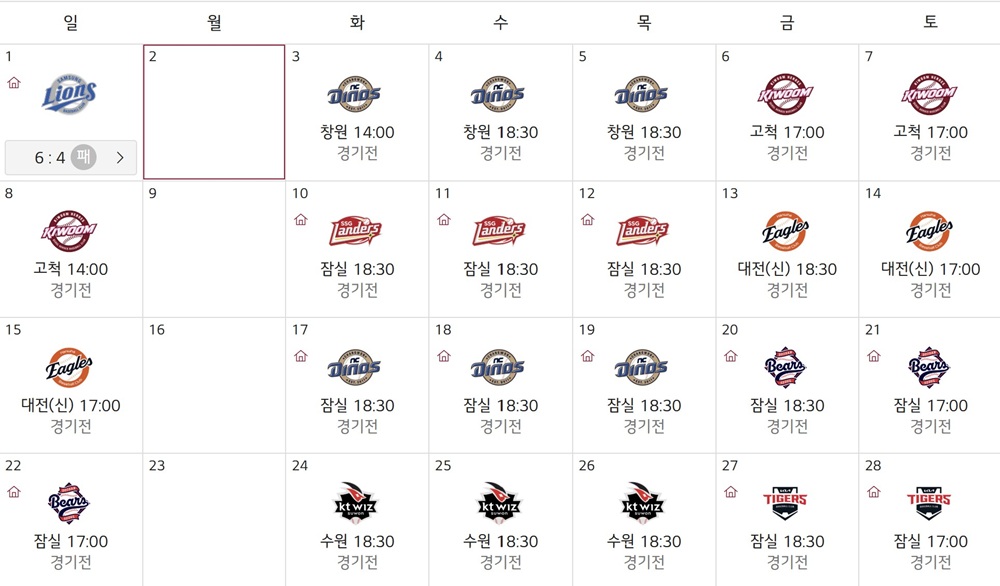 일 월 화 수 목 금 토
1 2 3 4 5 6 7
SAMSUNG Lions NC DINOS NC DINOS NC DINOS KIWOOM KIWOOM
창원 14:00 창원 18:30 창원 18:30 고척 17:00 고척 17:00
6 : 4 패 경기전 경기전 경기전 경기전 경기전
8 9 10 11 12 13 14
KIWOOM SSG Landers SSG Landers SSG Landers Eagles Eagles
고척 14:00 잠실 18:30 잠실 18:30 잠실 18:30 대전(신) 18:30 대전(신) 17:00
경기전 경기전 경기전 경기전 경기전 경기전
15 16 17 18 19 20 21
Eagles NC DINOS NC DINOS NC DINOS Bears Bears
대전(신) 17:00 잠실 18:30 잠실 18:30 잠실 18:30 잠실 18:30 잠실 17:00
경기전 경기전 경기전 경기전 경기전 경기전
22 23 24 25 26 27 28
Bears kt wiz suwon kt wiz suwon kt wiz suwon KIA TIGERS KIA TIGERS
잠실 17:00 수원 18:30 수원 18:30 수원 18:30 잠실 18:30 잠실 17:00
경기전 경기전 경기전 경기전 경기전 경기전